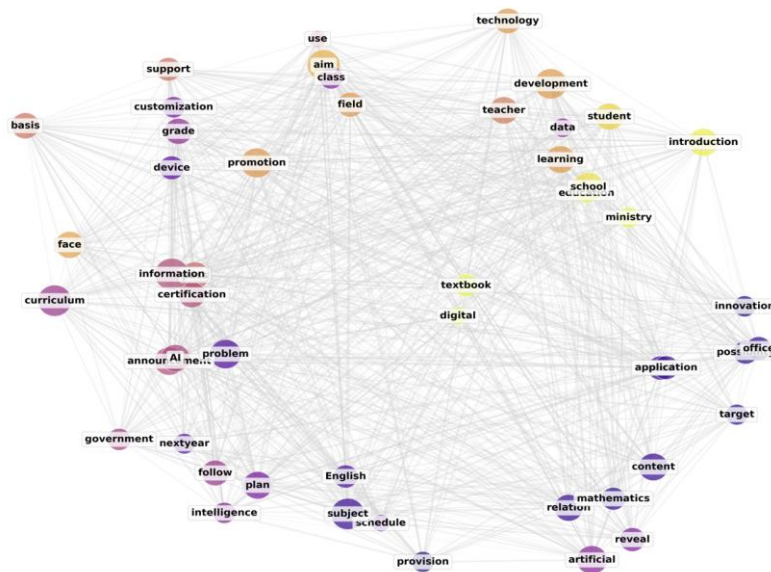 technology
use
aim
class
support
development
customization
field
teacher
student
basis
grade
data
introduction
promotion
learning
device
school
education
ministry
face
information
textbook
certification
curriculum
innovation
digital
office
AI
problem
application
target
government
nextyear
content
follow
English
plan
mathematics
relation
intelligence
subject
schedule
reveal
provision
artificial